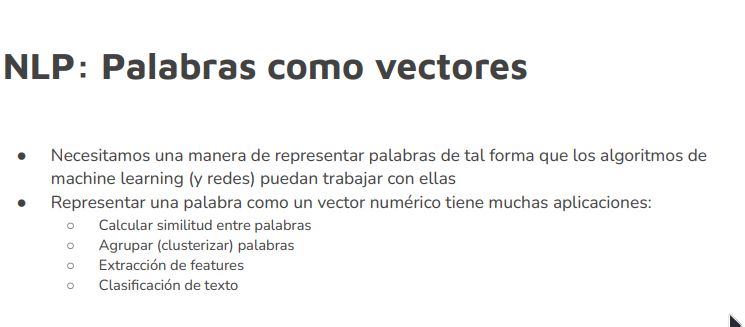 NLP: Palabras como vectores
● Necesitamos una manera de representar palabras de tal forma que los algoritmos de
machine learning (y redes) puedan trabajar con ellas
● Representar una palabra como un vector numérico tiene muchas aplicaciones:
○ Calcular similitud entre palabras
○ Agrupar (clusterizar) palabras
○ Extracción de features
○ Clasificación de texto